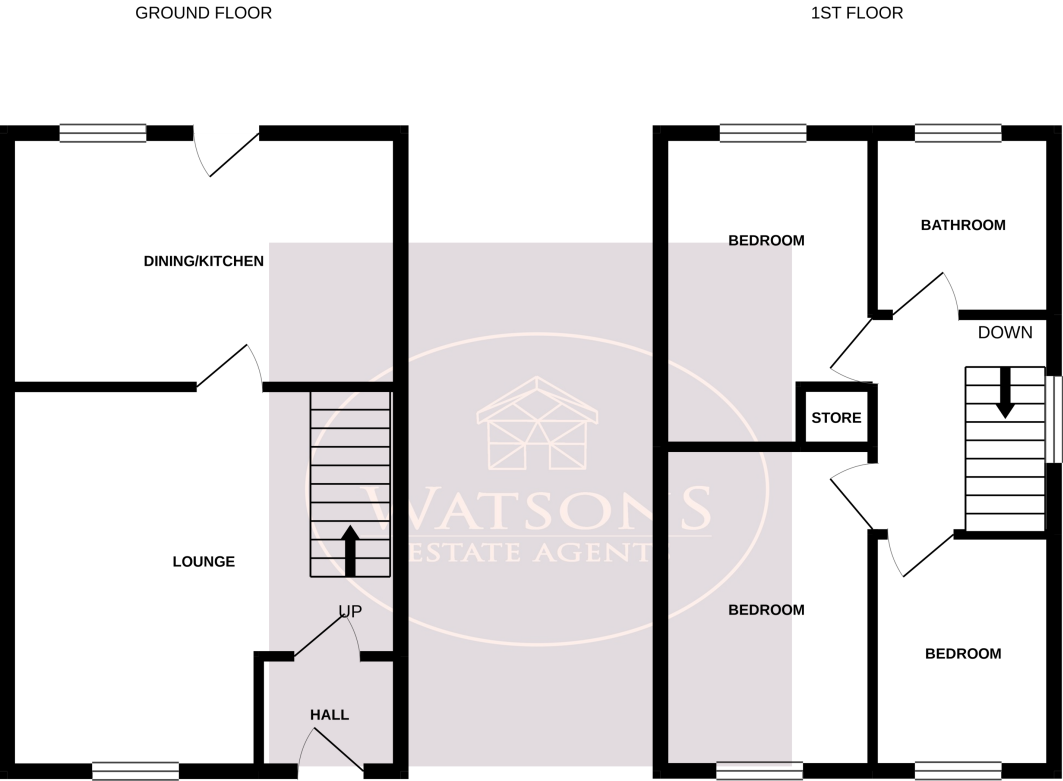 GROUND FLOOR
1ST FLOOR
DINING/KITCHEN
LOUNGE
UP
HALL
BEDROOM
BATHROOM
DOWN
STORE
BEDROOM
BEDROOM
WATSONS
ESTATE AGENTS